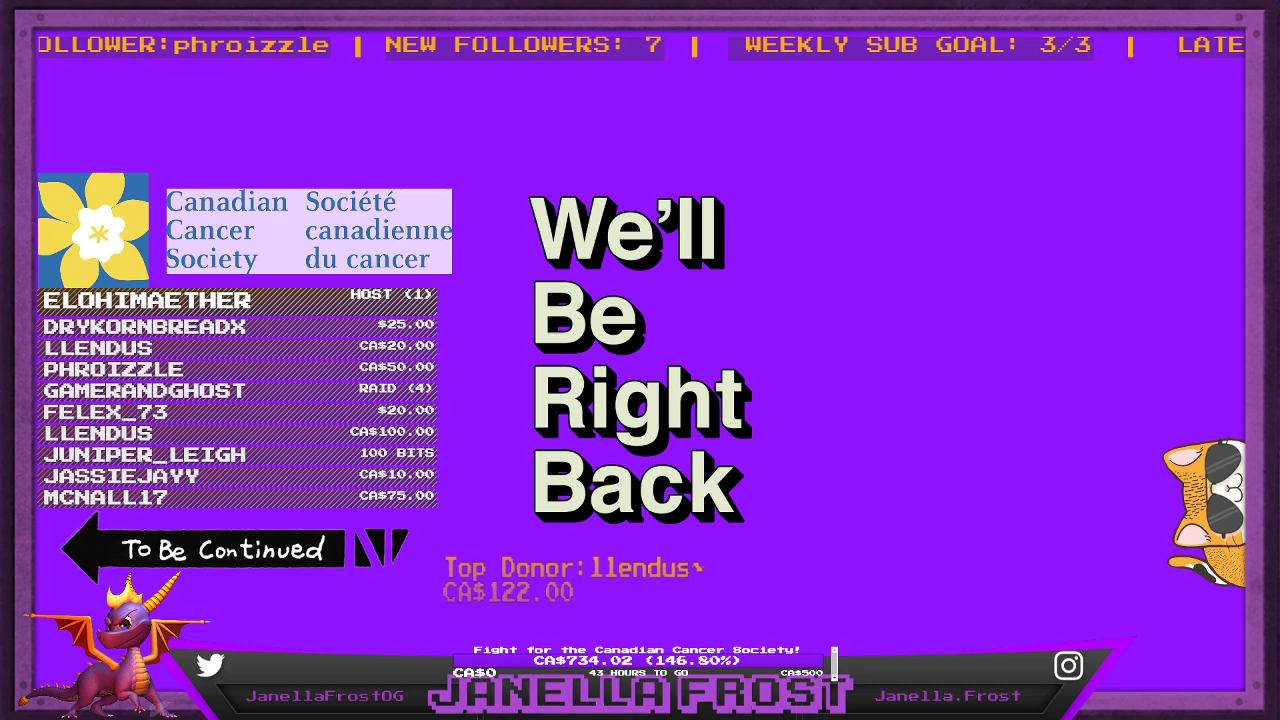 OLLOWER:phroizzle | NEW FOLLOWERS: 7 | WEEKLY SUB GOAL: 3/3 | LATE
Canadian Société
Cancer canadienne
Society du cancer
ELOHIMAETHER HOST (1)
DRYKORNBREADX $25.00
LLENDUS CA$20.00
PHROIZZLE CA$50.00
GAMERANDGHOST RAID (4)
FELEX_73 $20.00
LLENDUS CA$100.00
JUNIPER_LEIGH 100 BITS
JASSIEJAYY CA$10.00
MCNALL17 CA$75.00
To Be Continued
We'll
Be
Right
Back
Top Donor:llendus
CA$122.00
Fight for the Canadian Cancer Society!
CA$734.02 (146.80%)
CA$0 43 HOURS TO GO CA$500
JanellaFrostOG JANELLA FROST Janella.Frost